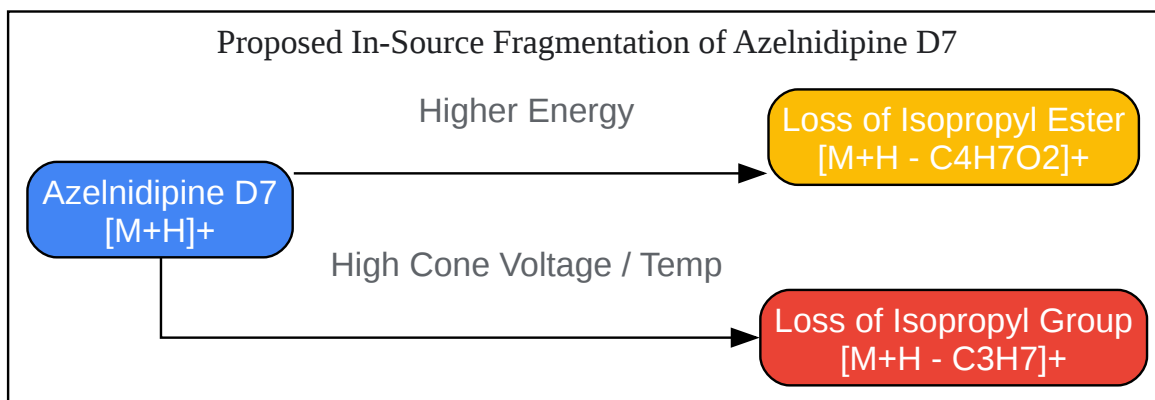 Proposed In-Source Fragmentation of Azelnidipine D7
Higher Energy
Loss of Isopropyl Ester
[M+H - C4H7O2]+
Azelnidipine D7
[M+H]+
High Cone Voltage / Temp
Loss of Isopropyl Group
[M+H - C3H7]+